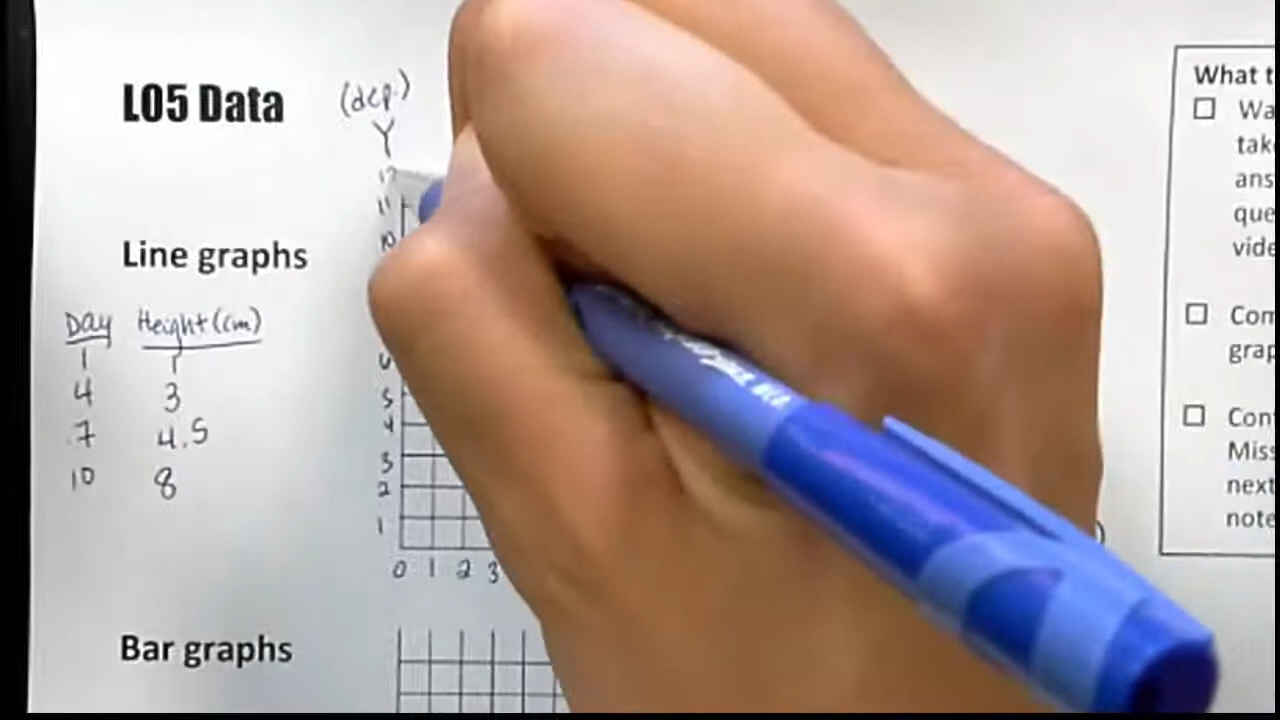 LO5 Data
(dep.)
Y
12
11
10
6
5
4
3
2
1
0 1 2 3
Line graphs
Day Height (cm)
1 1
4 3
7 4.5
10 8
Bar graphs
What t
☐ Wa
tak
ans
que
vide
☐ Com
grap
☐ Con
Miss
next
note
)